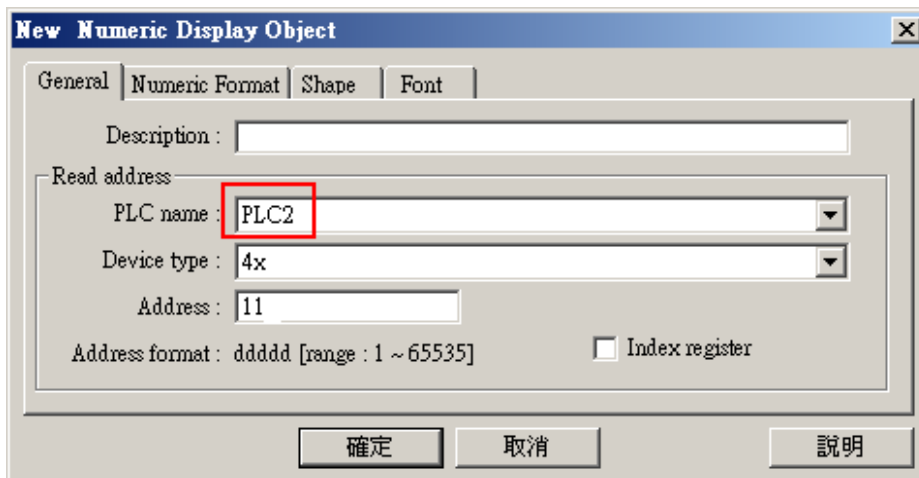 New Numeric Display Object
General Numeric Format Shape Font
Description :
Read address
PLC name : PLC2
Device type : 4x
Address : 11
Address format : ddddd [range : 1 ~ 65535] Index register
確定 取消 說明